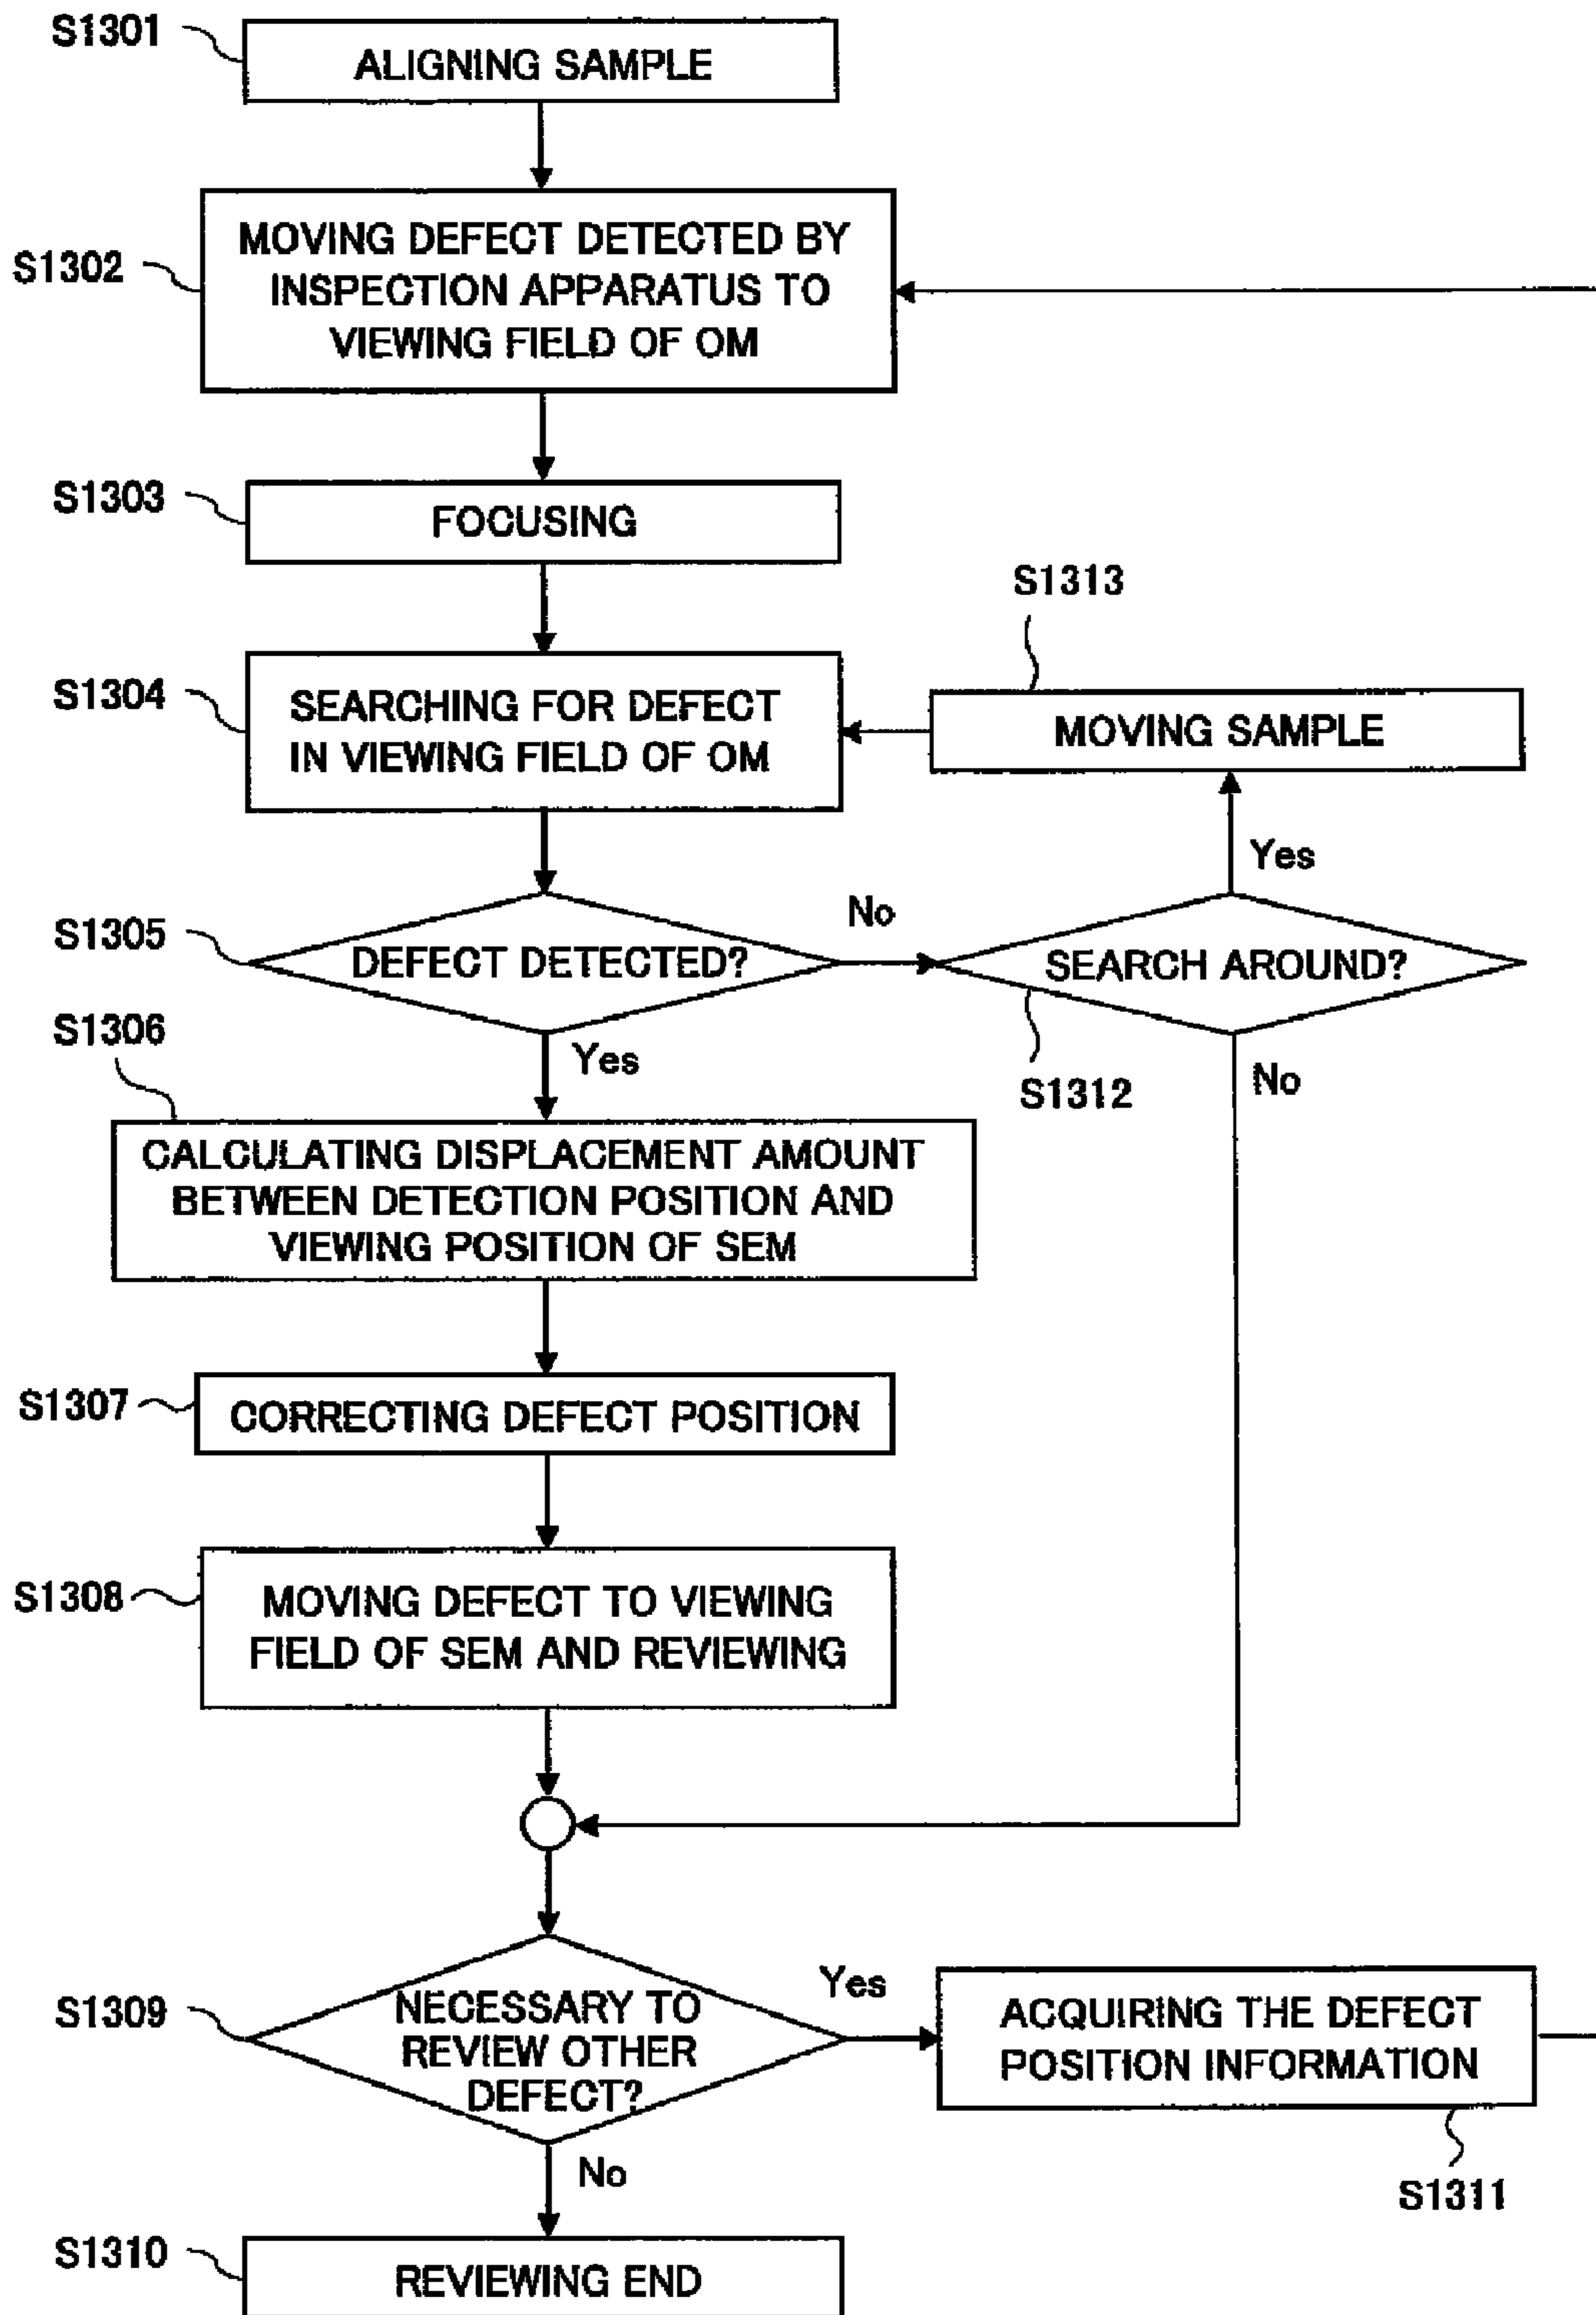 S1301
ALIGNING SAMPLE
S1302
MOVING DEFECT DETECTED BY
INSPECTION APPARATUS TO
VIEWING FIELD OF OM
S1303
FOCUSING
S1313
S1304
SEARCHING FOR DEFECT
IN VIEWING FIELD OF OM
MOVING SAMPLE
Yes
No
S1305
DEFECT DETECTED?
SEARCH AROUND?
S1306
Yes
S1312
No
CALCULATING DISPLACEMENT AMOUNT
BETWEEN DETECTION POSITION AND
VIEWING POSITION OF SEM
S1307
CORRECTING DEFECT POSITION
S1308
MOVING DEFECT TO VIEWING
FIELD OF SEM AND REVIEWING
S1309
NECESSARY TO
REVIEW OTHER
DEFECT?
Yes
ACQUIRING THE DEFECT
POSITION INFORMATION
No
S1311
S1310
REVIEWING END